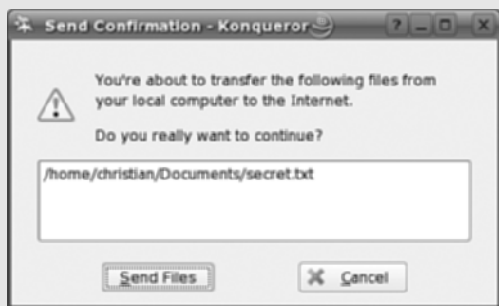 Send Confirmation - Konqueror
You're about to transfer the following files from
your local computer to the Internet.
Do you really want to continue?
/home/christian/Documents/secret.txt
Send Files
Cancel